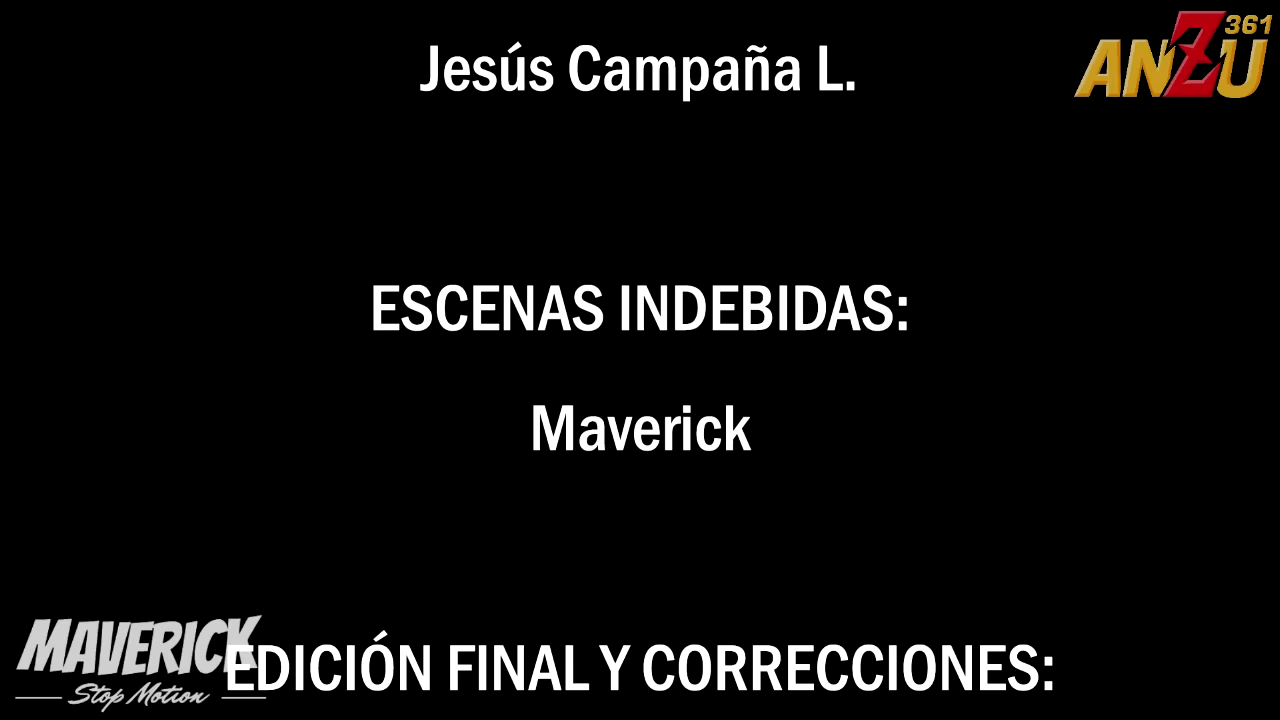 Jesús Campaña L.
361
ANZU
ESCENAS INDEBIDAS:
Maverick
MAVERICK
Stop Motion
EDICIÓN FINAL Y CORRECCIONES: